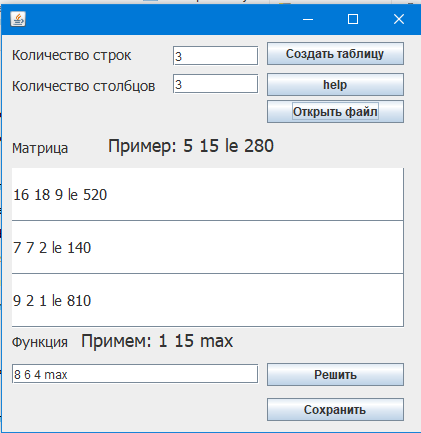 Количество строк 3 Создать таблицу
Количество столбцов 3 help
Открыть файл
Матрица Пример: 5 15 le 280
16 18 9 le 520
7 7 2 le 140
9 2 1 le 810
Функция Примем: 1 15 max
8 6 4 max Решить
Сохранить